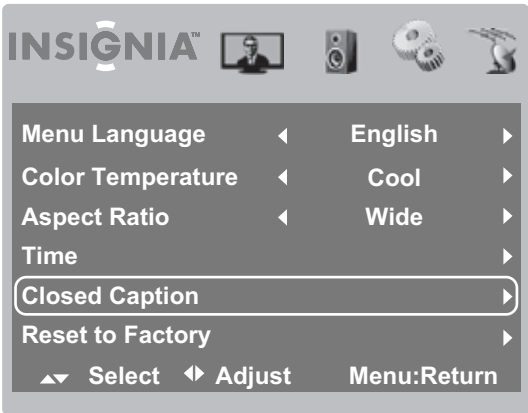 INSIGNIA™
Menu Language English
Color Temperature Cool
Aspect Ratio Wide
Time
Closed Caption
Reset to Factory
Select Adjust Menu:Return